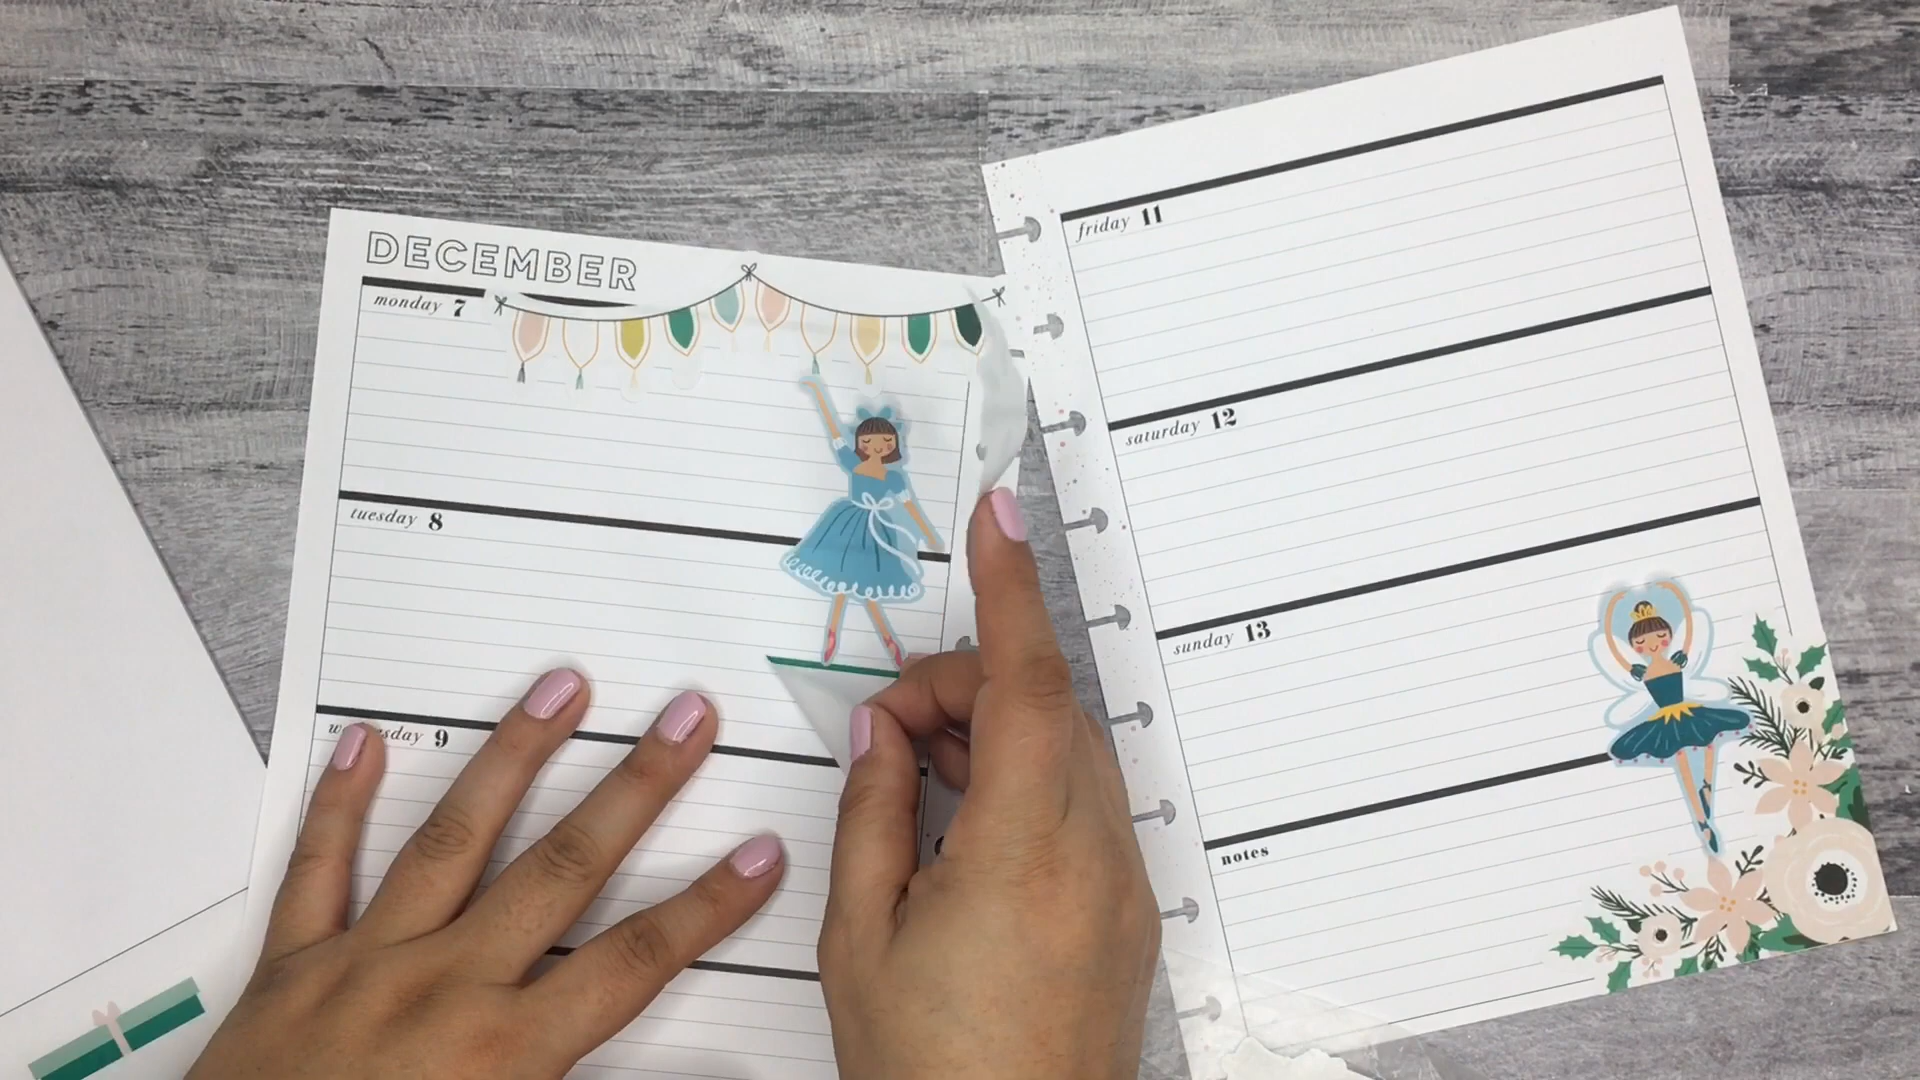 DECEMBER
monday 7
tuesday 8
wednesday 9
friday 11
saturday 12
sunday 13
notes